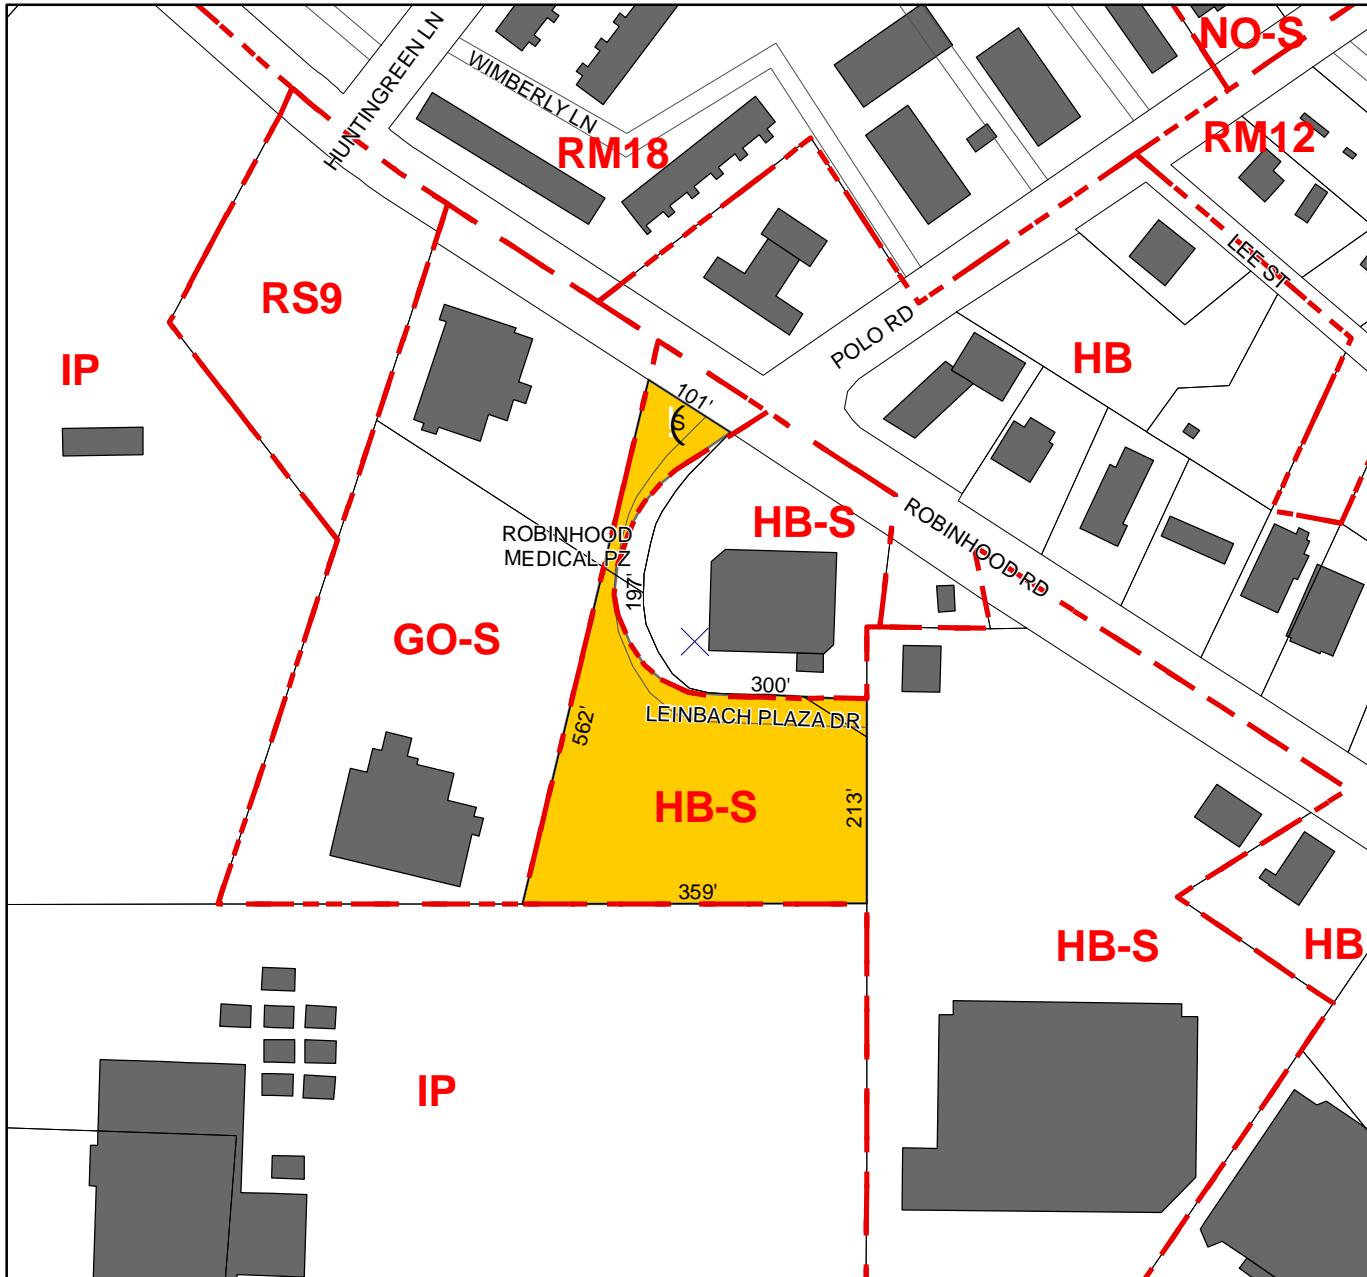 NO-S
HUNTINGREEN LN
WIMBERLY LN
RM18
RM12
LEE ST
RS9
POLO RD
HB
IP
101'
S
HB-S
ROBINHOOD RD
ROBINHOOD
MEDICAL PZ
197'
GO-S
300'
LEINBACH PLAZA DR
562'
HB-S
213'
359'
HB-S
HB
IP